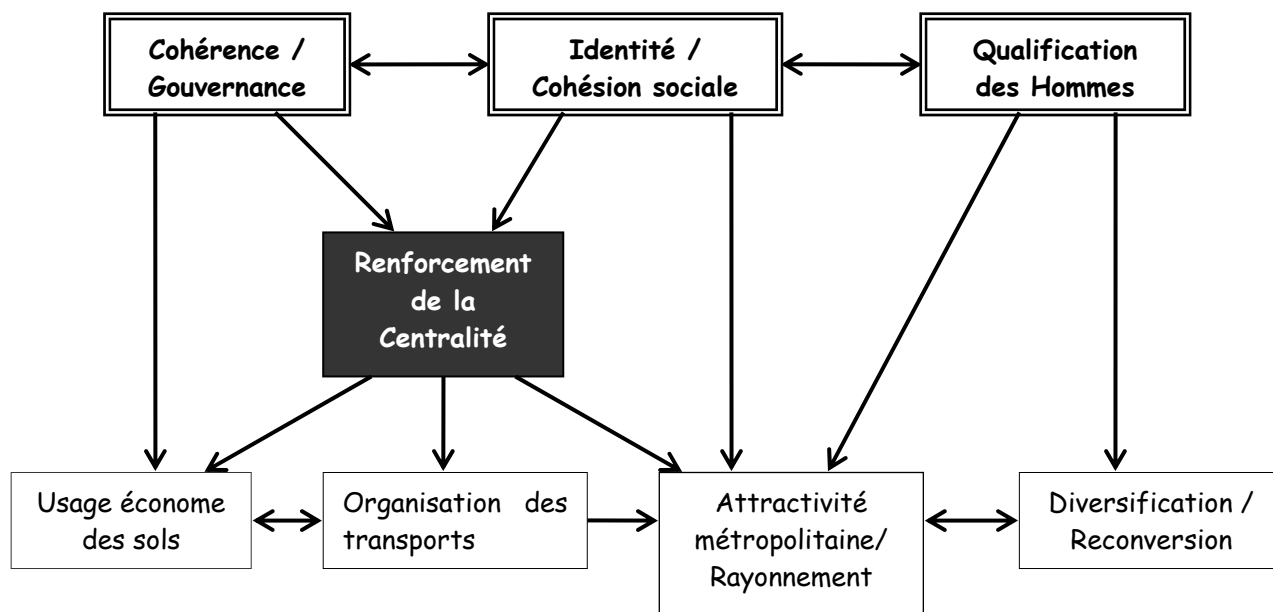 Cohérence /
Gouvernance
Identité /
Cohésion sociale
Qualification
des Hommes
Renforcement
de la
Centralité
Usage économe
des sols
Organisation des
transports
Attractivité
métropolitaine/
Rayonnement
Diversification /
Reconversion